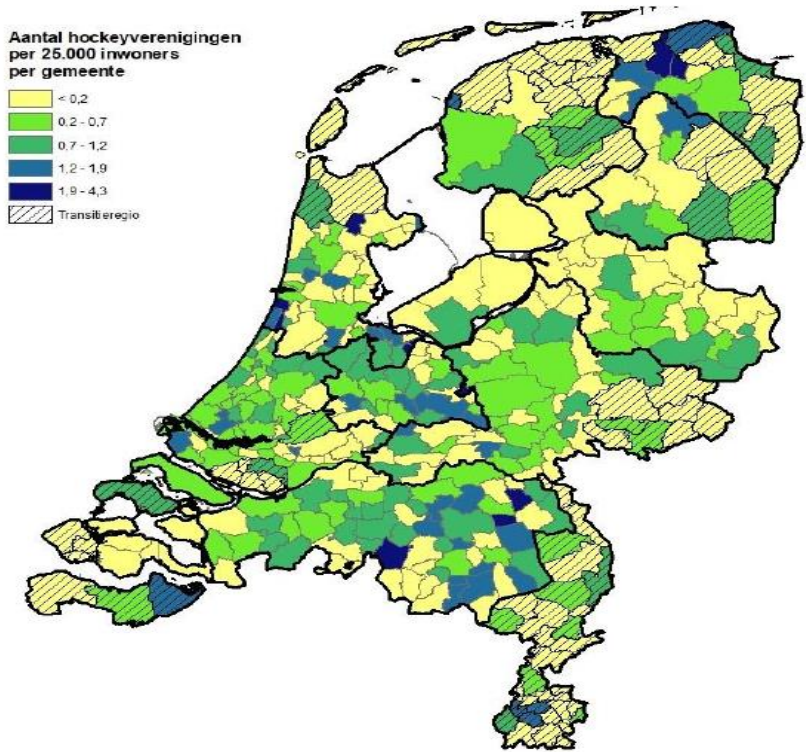 Aantal hockeyverenigingen
per 25.000 inwoners
per gemeente
< 0,2
0.2 - 0,7
0,7 - 1,2
1,2 - 1,9
1,9 - 4,3
Transitieregio